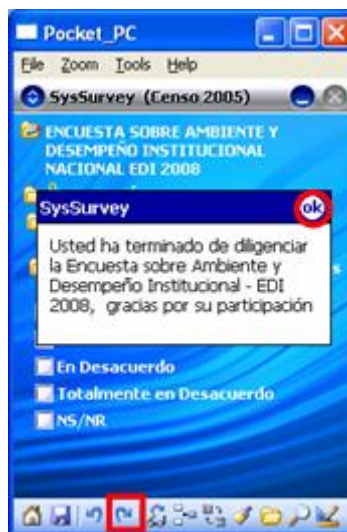 Pocket_PC
File Zoom Tools Help
SysSurvey (Censo 2005)
ENCUESTA SOBRE AMBIENTE Y
DESEMPEÑO INSTITUCIONAL
NACIONAL EDI 2008
SysSurvey ok
Usted ha terminado de diligenciar
la Encuesta sobre Ambiente y
Desempeño Institucional - EDI
2008, gracias por su participación
En Desacuerdo
Totalmente en Desacuerdo
NS/NR